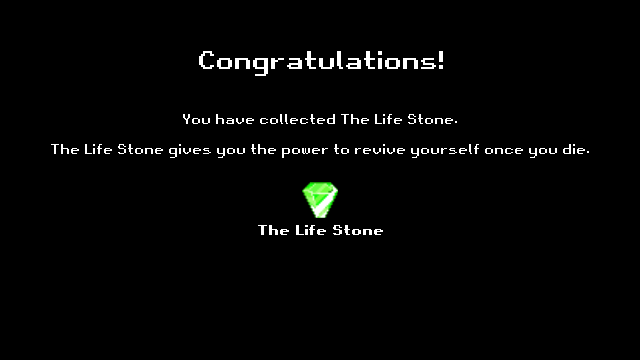 Congratulations!
You have collected The Life Stone.
The Life Stone gives you the power to revive yourself once you die.
The Life Stone